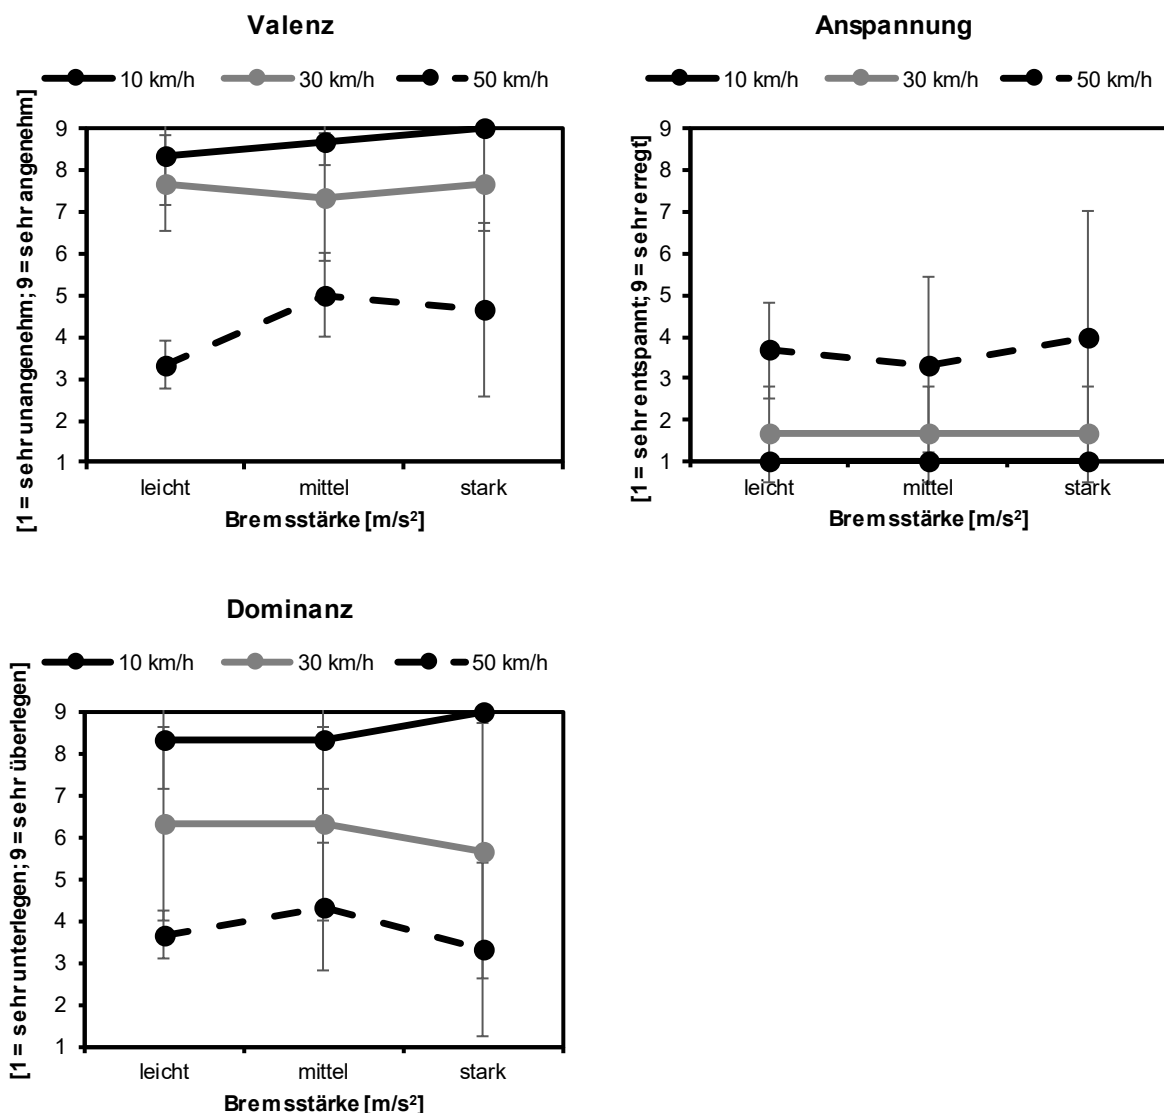 Valenz
10 km/h 30 km/h 50 km/h
[1 = sehr unangenehm; 9 = sehr angenehm]
9
8
7
6
5
4
3
2
1
leicht mittel stark
Bremsstärke [m/s²]
Anspannung
10 km/h 30 km/h 50 km/h
[1 = sehr entspannt; 9 = sehr erregt]
9
8
7
6
5
4
3
2
1
leicht mittel stark
Bremsstärke [m/s²]
Dominanz
10 km/h 30 km/h 50 km/h
[1 = sehr unterlegen; 9 = sehr überlegen]
9
8
7
6
5
4
3
2
1
leicht mittel stark
Bremsstärke [m/s²]